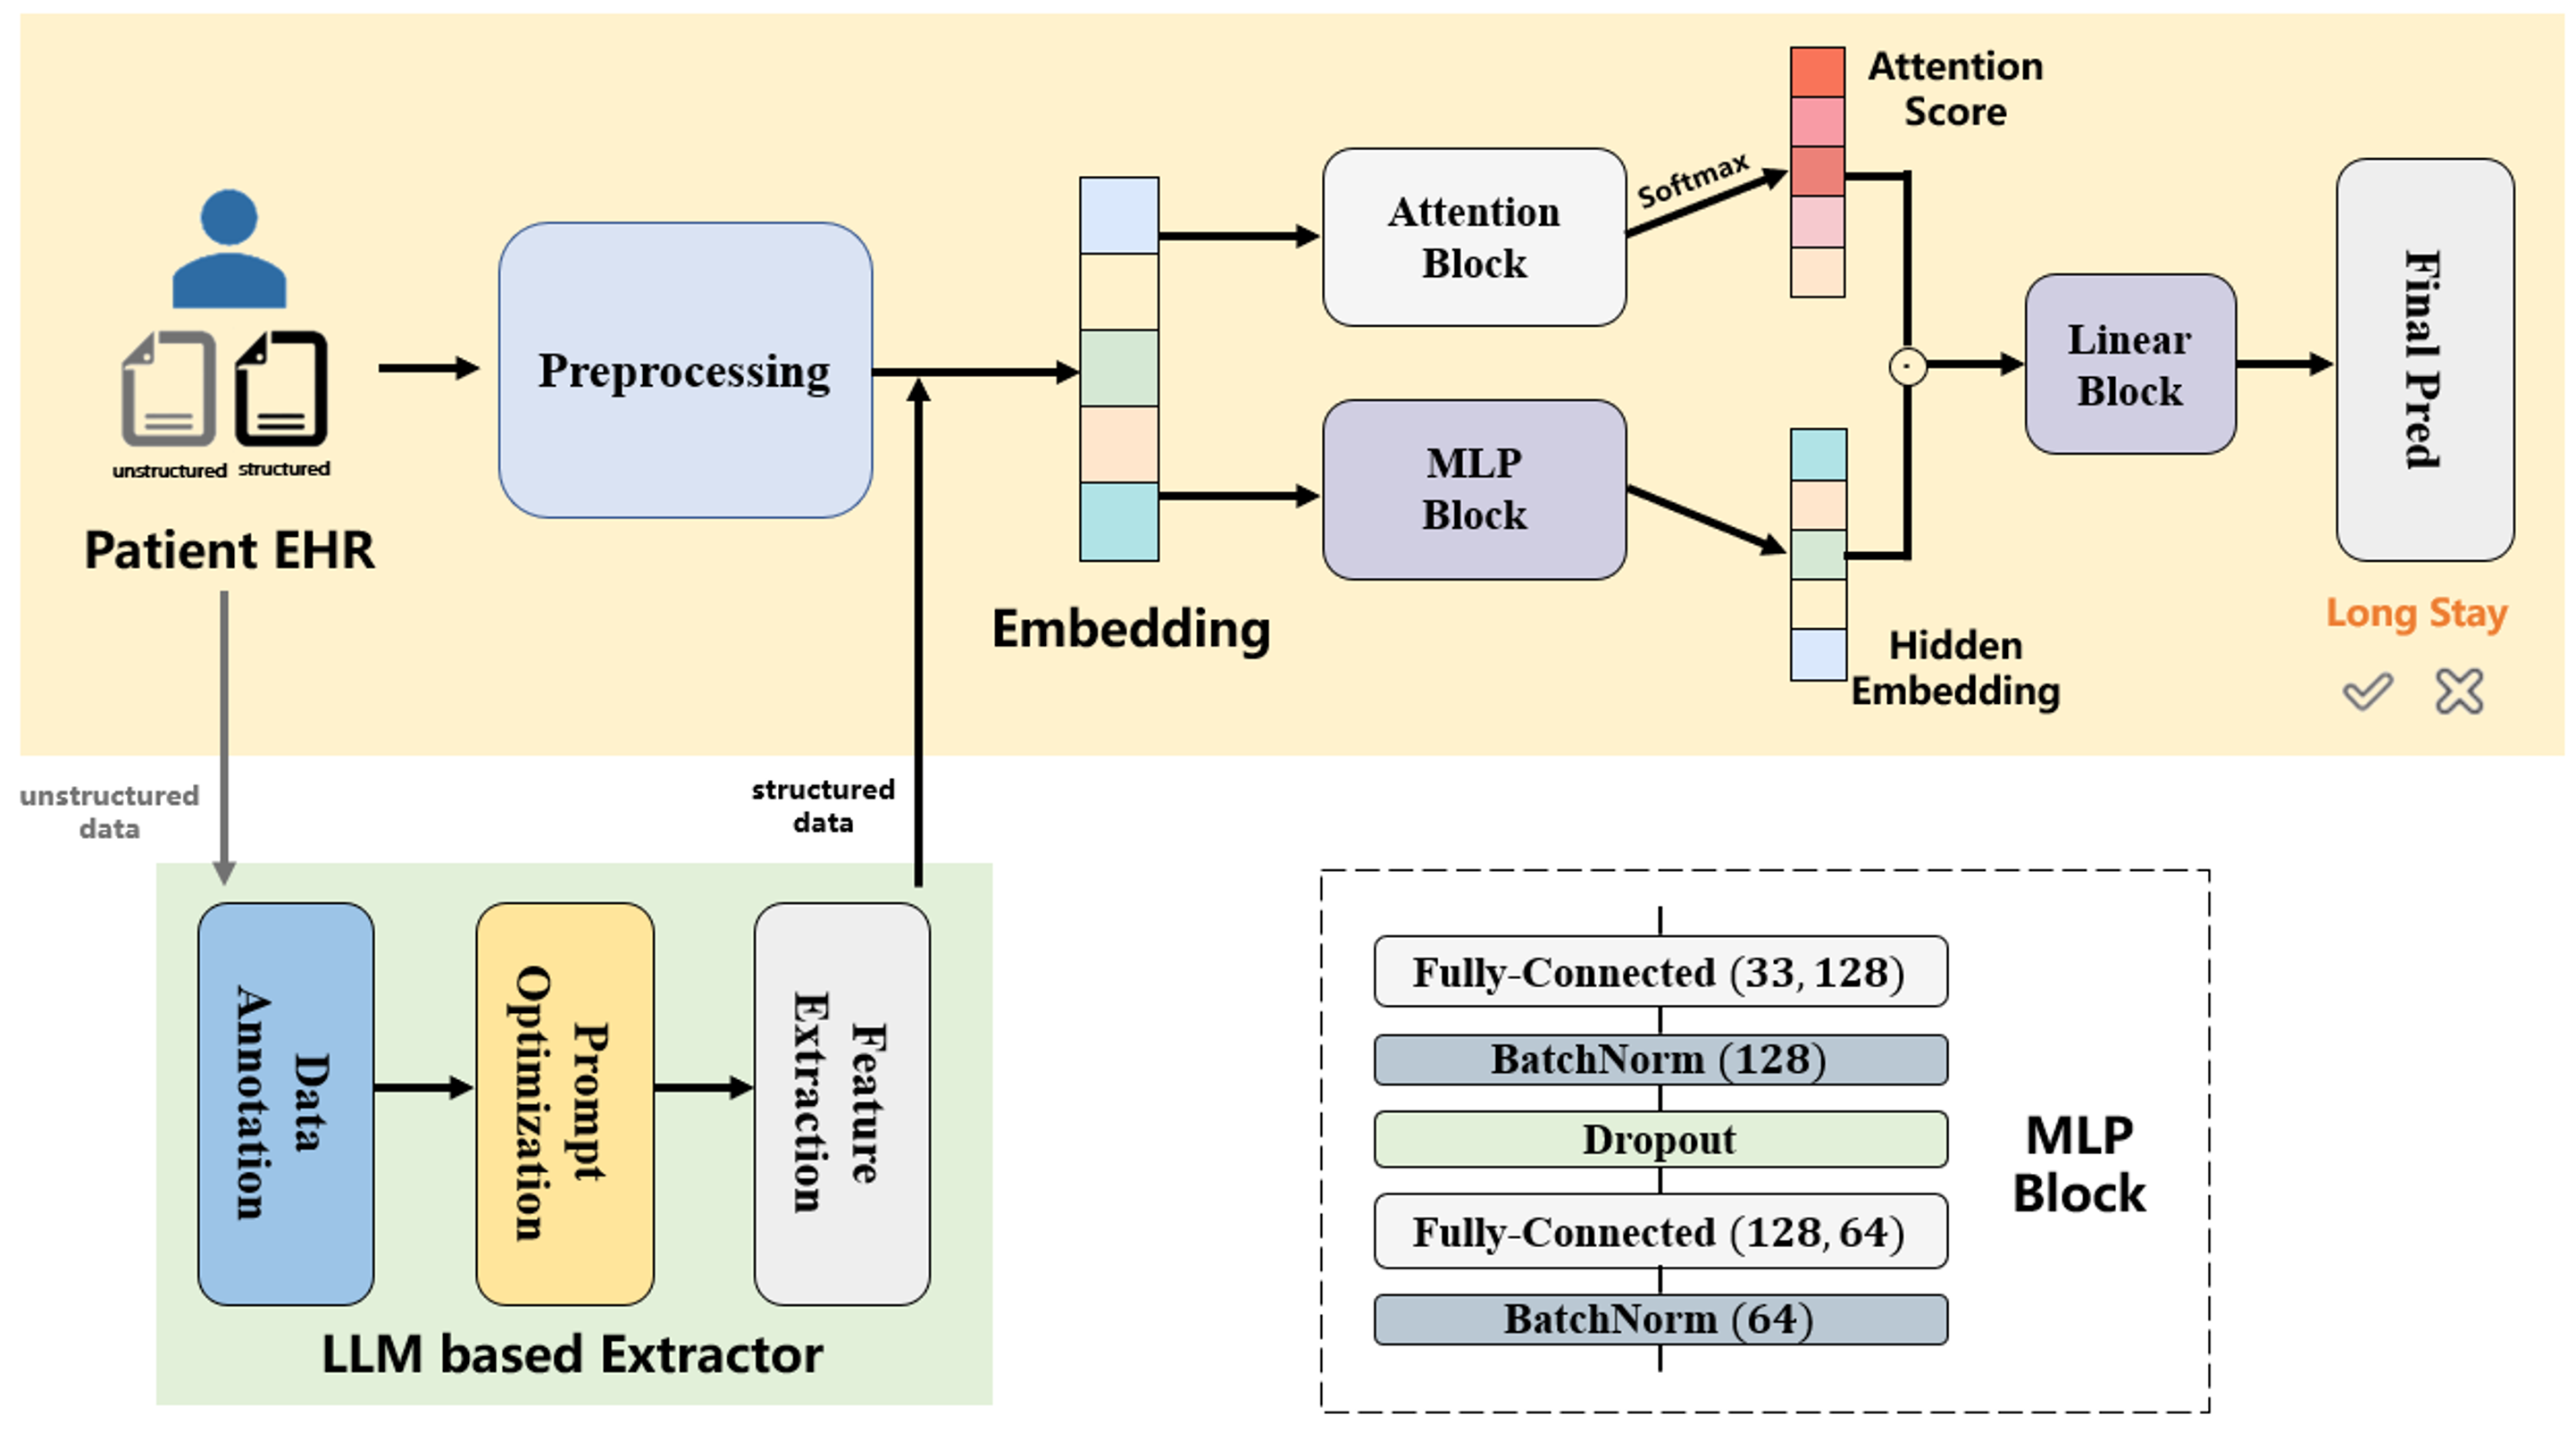 unstructured
structured
Patient EHR
Preprocessing
Embedding
Attention
Block
MLP
Block
Softmax
Attention
Score
Hidden
Embedding
Linear
Block
Final Pred
Long Stay
unstructured
data
structured
data
Data
Annotation
Prompt
Optimization
Feature
Extraction
LLM based Extractor
Fully-Connected (33, 128)
BatchNorm (128)
Dropout
Fully-Connected (128, 64)
BatchNorm (64)
MLP
Block